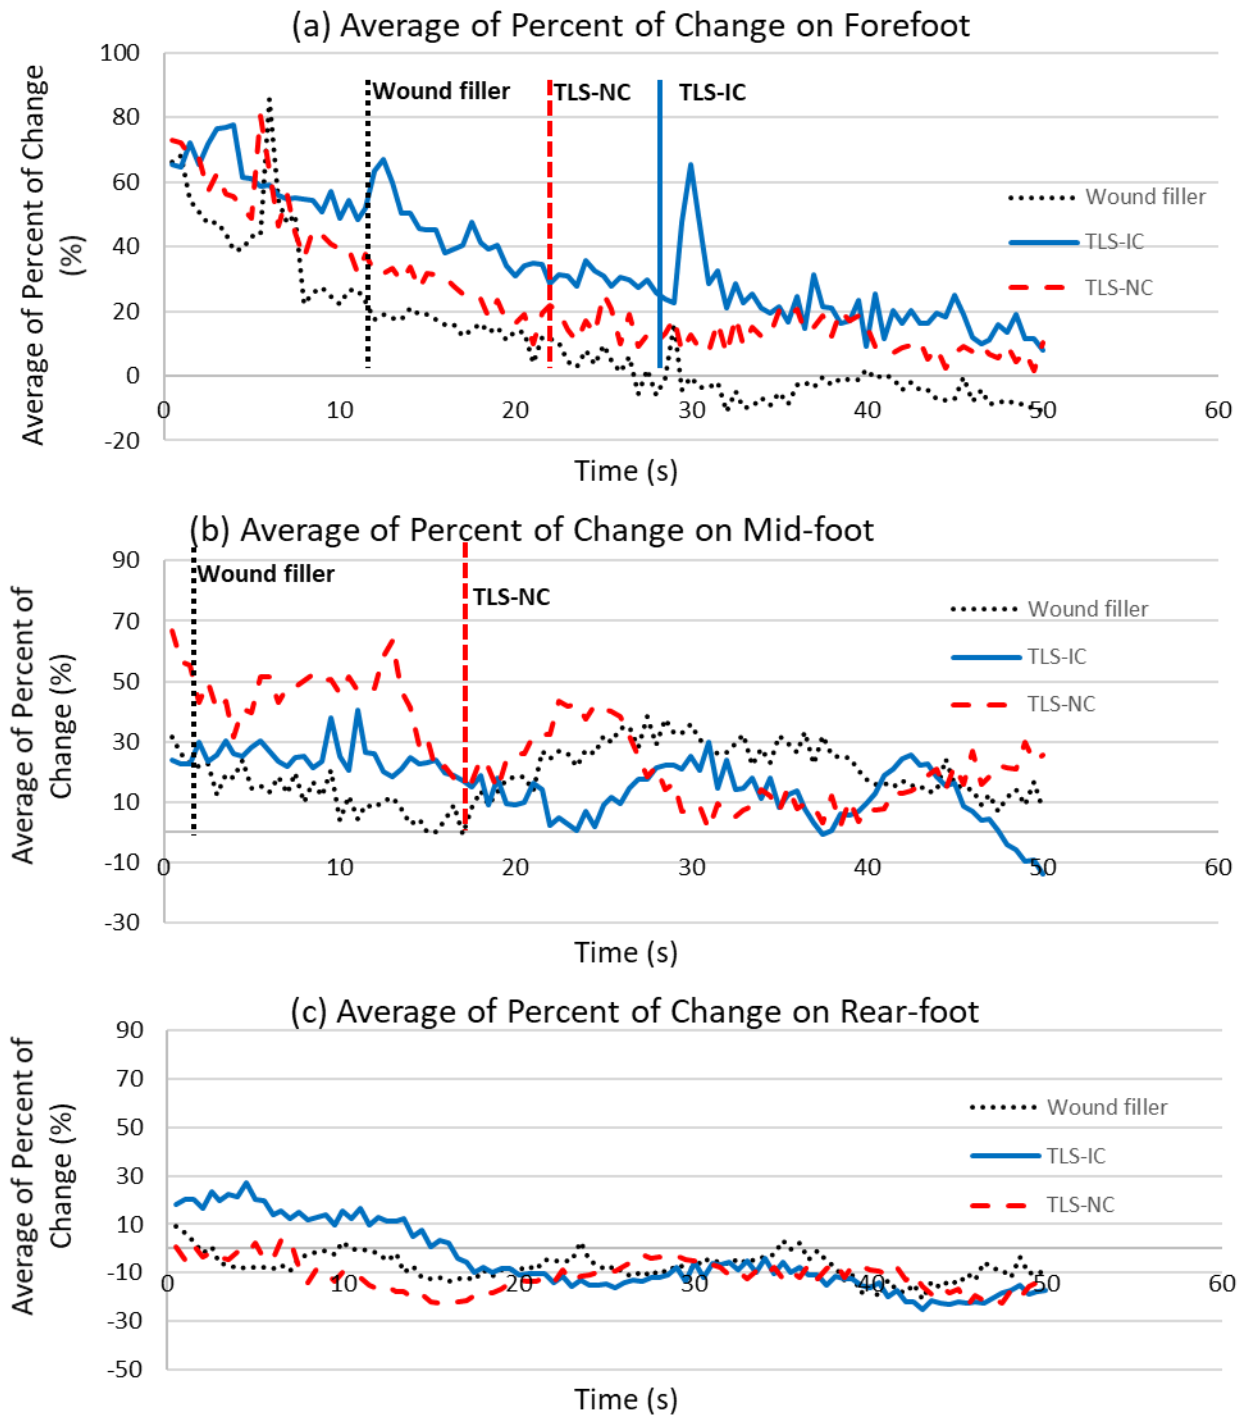 (a) Average of Percent of Change on Forefoot
Average of Percent of Change
(%)
100
80
60
40
20
0
-20
Wound filler
TLS-NC
TLS-IC
Wound filler
TLS-IC
TLS-NC
0 10 20 30 40 50 60
Time (s)
(b) Average of Percent of Change on Mid-foot
Average of Percent of
Change (%)
90
70
50
30
10
-10
-30
Wound filler
TLS-NC
Wound filler
TLS-IC
TLS-NC
0 10 20 30 40 50 60
Time (s)
(c) Average of Percent of Change on Rear-foot
Average of Percent of
Change (%)
90
70
50
30
10
-10
-30
-50
Wound filler
TLS-IC
TLS-NC
0 10 20 30 40 50 60
Time (s)